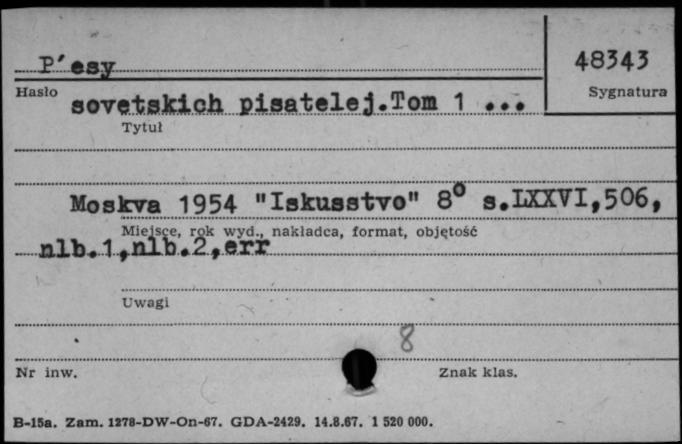 P'esy
48343
Hasło
Sygnatura
sovetskich pisatelej.Tom 1 ...
Tytuł
Moskva 1954 "Iskusstvo" 8° s.LXXVI,506,
Miejsce, rok wyd., nakładca, format, objętość
nlb.1,nlb.2,err
Uwagi
8
Nr inw.
Znak klas.
B-15a. Zam. 1278-DW-On-67. GDA-2429. 14.8.67. 1 520 000.